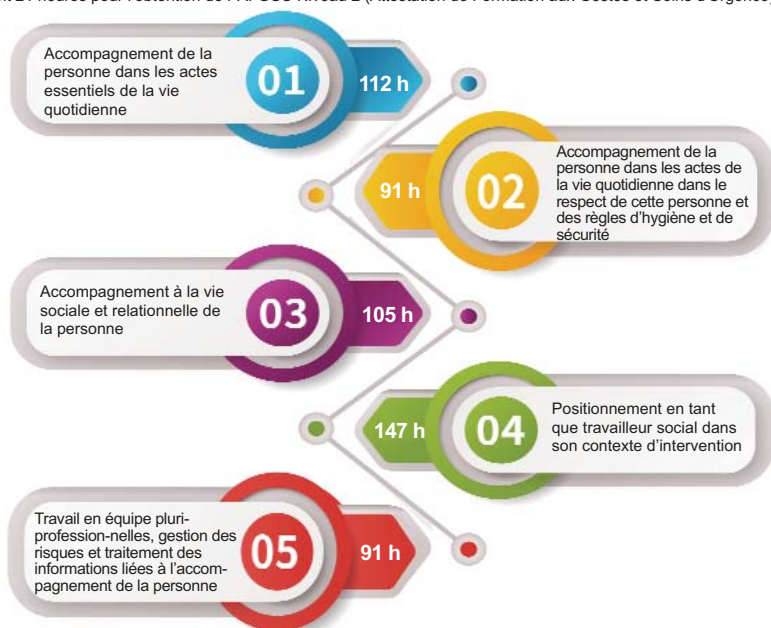 Accompagnement de la
personne dans les actes
essentiels de la vie
quotidienne
01
112 h
91 h
02
Accompagnement de la
personne dans les actes de
la vie quotidienne dans le
respect de cette personne et
des règles d'hygiène et de
sécurité
Accompagnement à la vie
sociale et relationnelle de
la personne
03
105 h
147 h
04
Positionnement en tant
que travailleur social dans
son contexte d'intervention
Travail en équipe pluri-
profession-nelles, gestion des
risques et traitement des
informations liées à l'accom-
pagnement de la personne
05
91 h